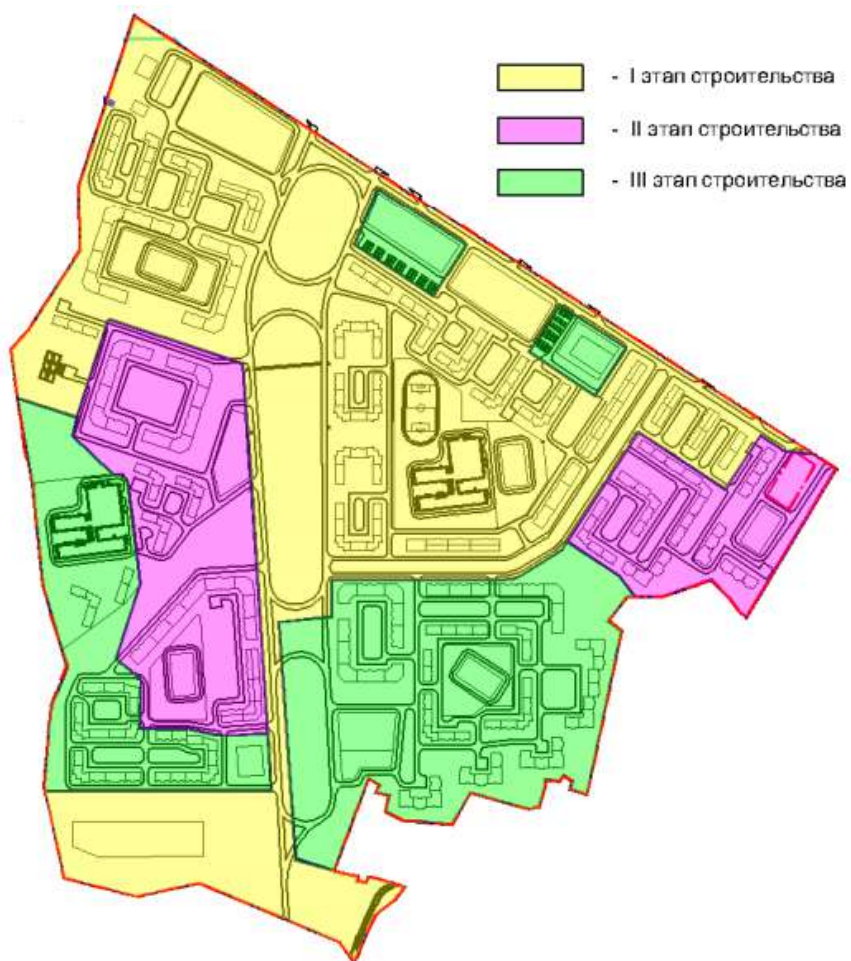 - I этап строительства
- II этап строительства
- III этап строительства